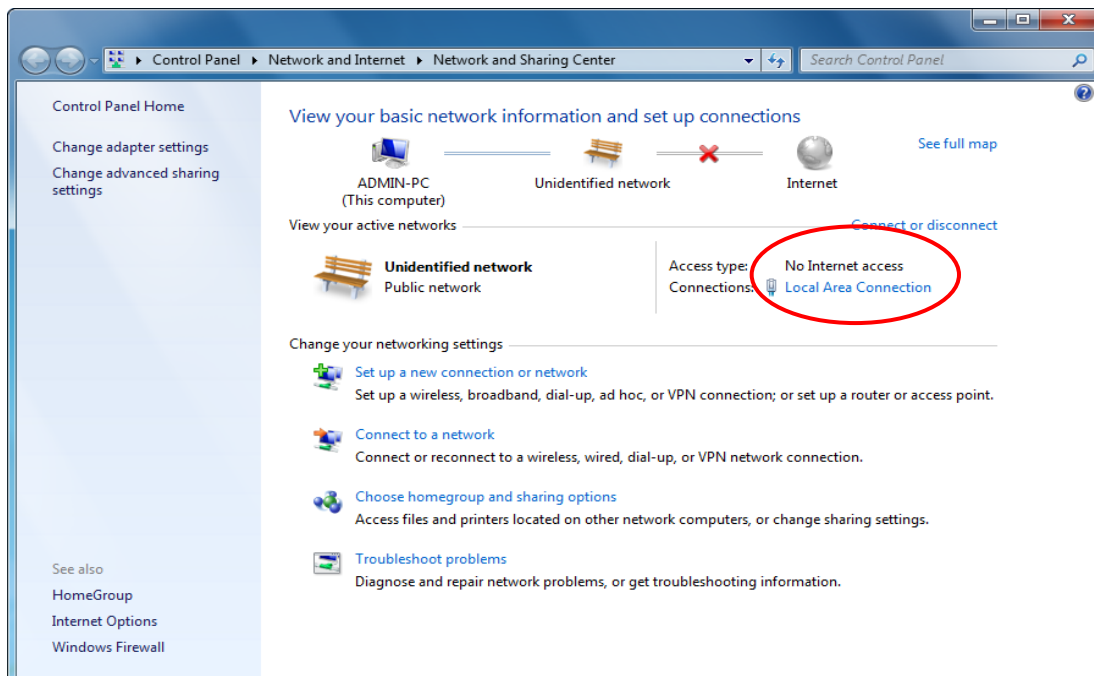 Control Panel Network and Internet Network and Sharing Center Search Control Panel
Control Panel Home
Change adapter settings
Change advanced sharing
settings
See also
HomeGroup
Internet Options
Windows Firewall
View your basic network information and set up connections
See full map
ADMIN-PC Unidentified network Internet
(This computer)
View your active networks Connect or disconnect
Unidentified network Access type: No Internet access
Public network Connections: Local Area Connection
Change your networking settings
Set up a new connection or network
Set up a wireless, broadband, dial-up, ad hoc, or VPN connection; or set up a router or access point.
Connect to a network
Connect or reconnect to a wireless, wired, dial-up, or VPN network connection.
Choose homegroup and sharing options
Access files and printers located on other network computers, or change sharing settings.
Troubleshoot problems
Diagnose and repair network problems, or get troubleshooting information.